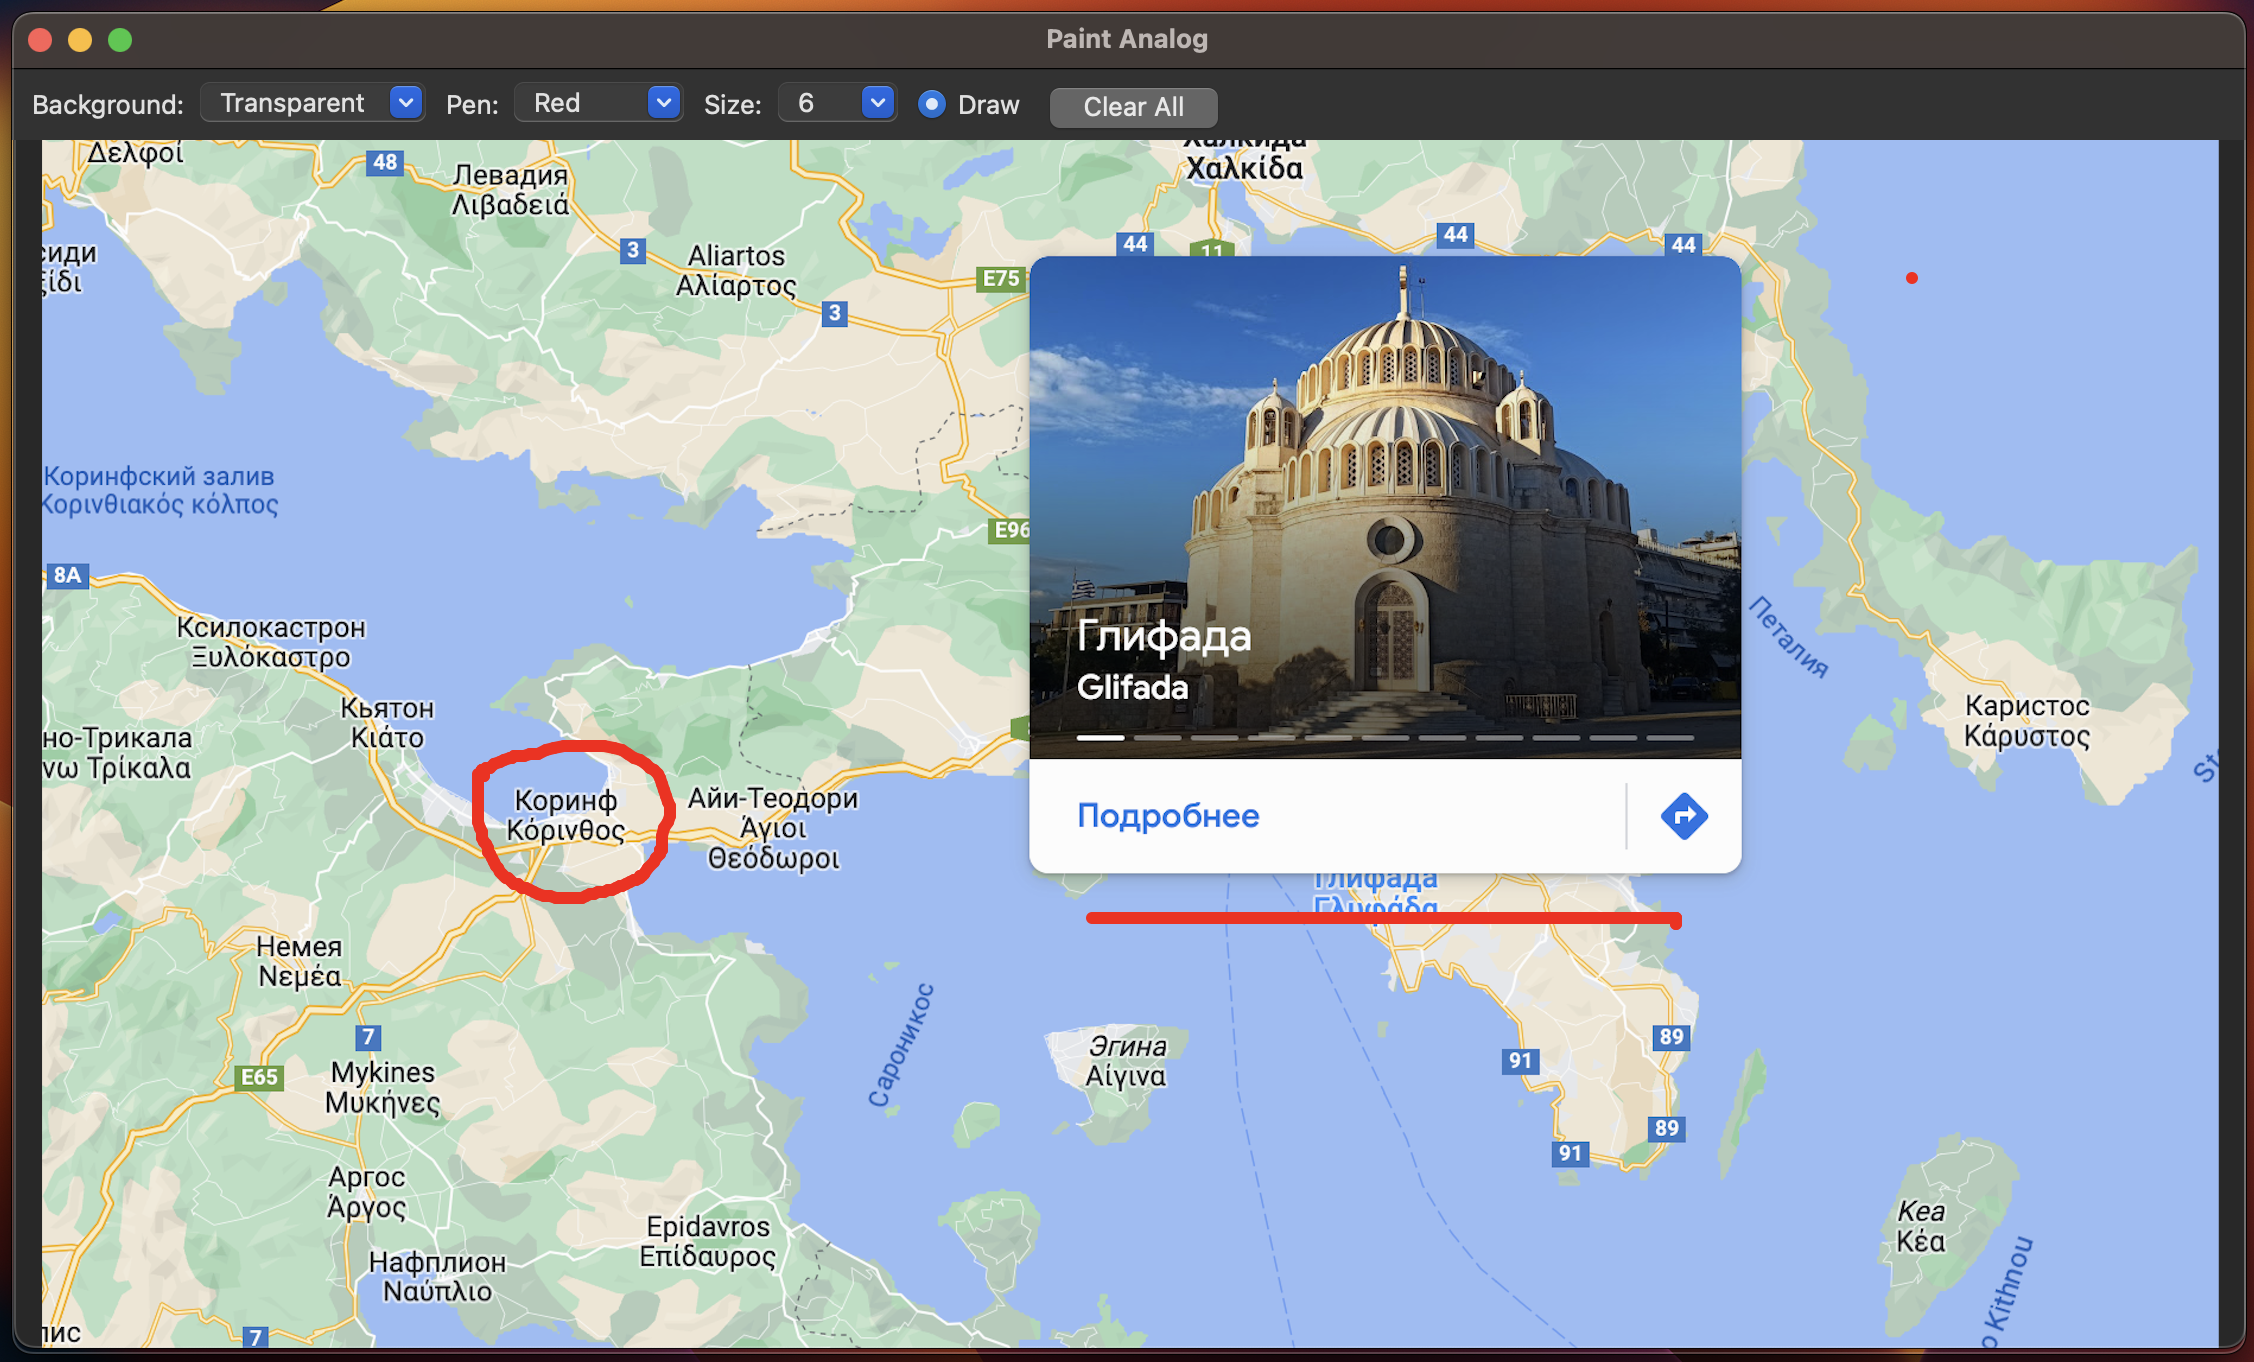 Paint Analog
Background: Transparent Pen: Red Size: 6 Draw Clear All
Δελφοί
48
Левадия
Λιβαδειά
Халкида
Χαλκίδα
3
Aliartos
Αλίαρτος
44
11
44
44
E75
3
сиди
ίδι
Коринфский залив
Κορινθιακός κόλπος
E96
8A
Ксилокастрон
Ξυλόκαστρο
Глифада
Glifada
Подробнее
Петалия
Каристос
Κάρυστος
St
Кьятон
Κιάτο
но-Трикала
νω Τρίκαλα
Коринф
Κόρινθος
Айи-Теодори
Άγιοι
Θεόδωροι
Глифада
Γλυφάδα
Немея
Νεμέα
Сароникос
7
E65
Mykines
Μυκήνες
Эгина
Αίγινα
91
89
89
91
Аргос
Άργος
Epidavros
Επίδαυρος
Нафплион
Ναύπλιο
Kea
Κέα
o Kithnou
лис
7